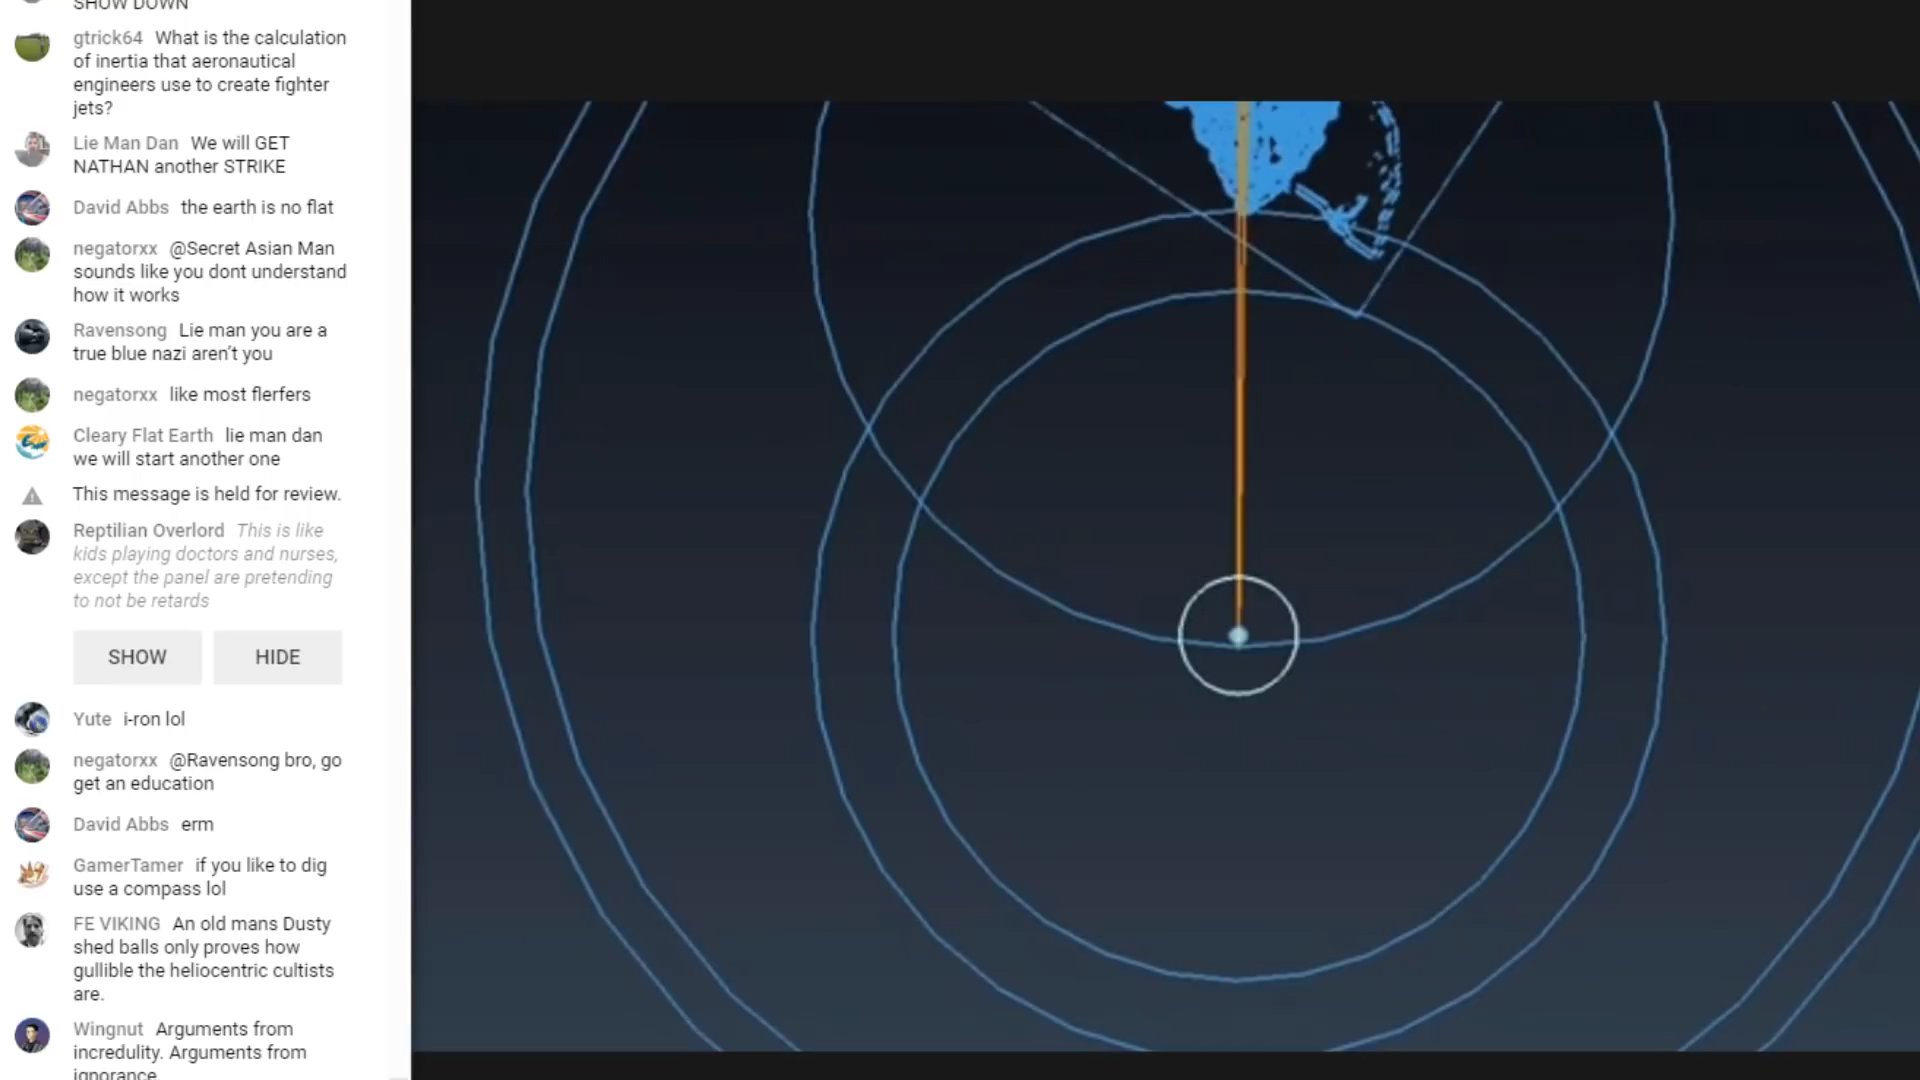 SHOW DOWN
gtrick64 What is the calculation
of inertia that aeronautical
engineers use to create fighter
jets?
Lie Man Dan We will GET
NATHAN another STRIKE
David Abbs the earth is no flat
negatorxx @Secret Asian Man
sounds like you dont understand
how it works
Ravensong Lie man you are a
true blue nazi aren't you
negatorxx like most flerfers
Cleary Flat Earth lie man dan
we will start another one
This message is held for review.
Reptilian Overlord This is like
kids playing doctors and nurses,
except the panel are pretending
to not be retards
SHOW HIDE
Yute i-ron lol
negatorxx @Ravensong bro, go
get an education
David Abbs erm
GamerTamer if you like to dig
use a compass lol
FE VIKING An old mans Dusty
shed balls only proves how
gullible the heliocentric cultists
are.
Wingnut Arguments from
incredulity. Arguments from
ignorance.